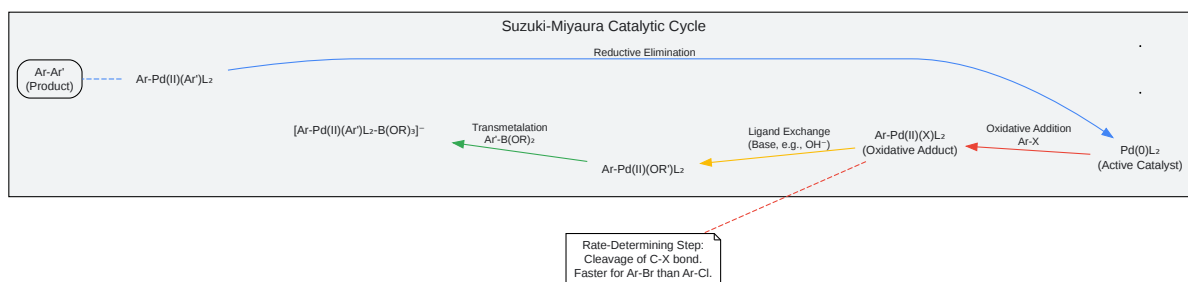 Suzuki-Miyaura Catalytic Cycle
Reductive Elimination
Ar-Ar'
(Product)
Ar-Pd(II)(Ar')L₂
[Ar-Pd(II)(Ar')L₂-B(OR)₃]⁻
Transmetalation
Ar'-B(OR)₂
Ar-Pd(II)(OR')L₂
Ligand Exchange
(Base, e.g., OH⁻)
Ar-Pd(II)(X)L₂
(Oxidative Adduct)
Oxidative Addition
Ar-X
Pd(0)L₂
(Active Catalyst)
Rate-Determining Step:
Cleavage of C-X bond.
Faster for Ar-Br than Ar-Cl.